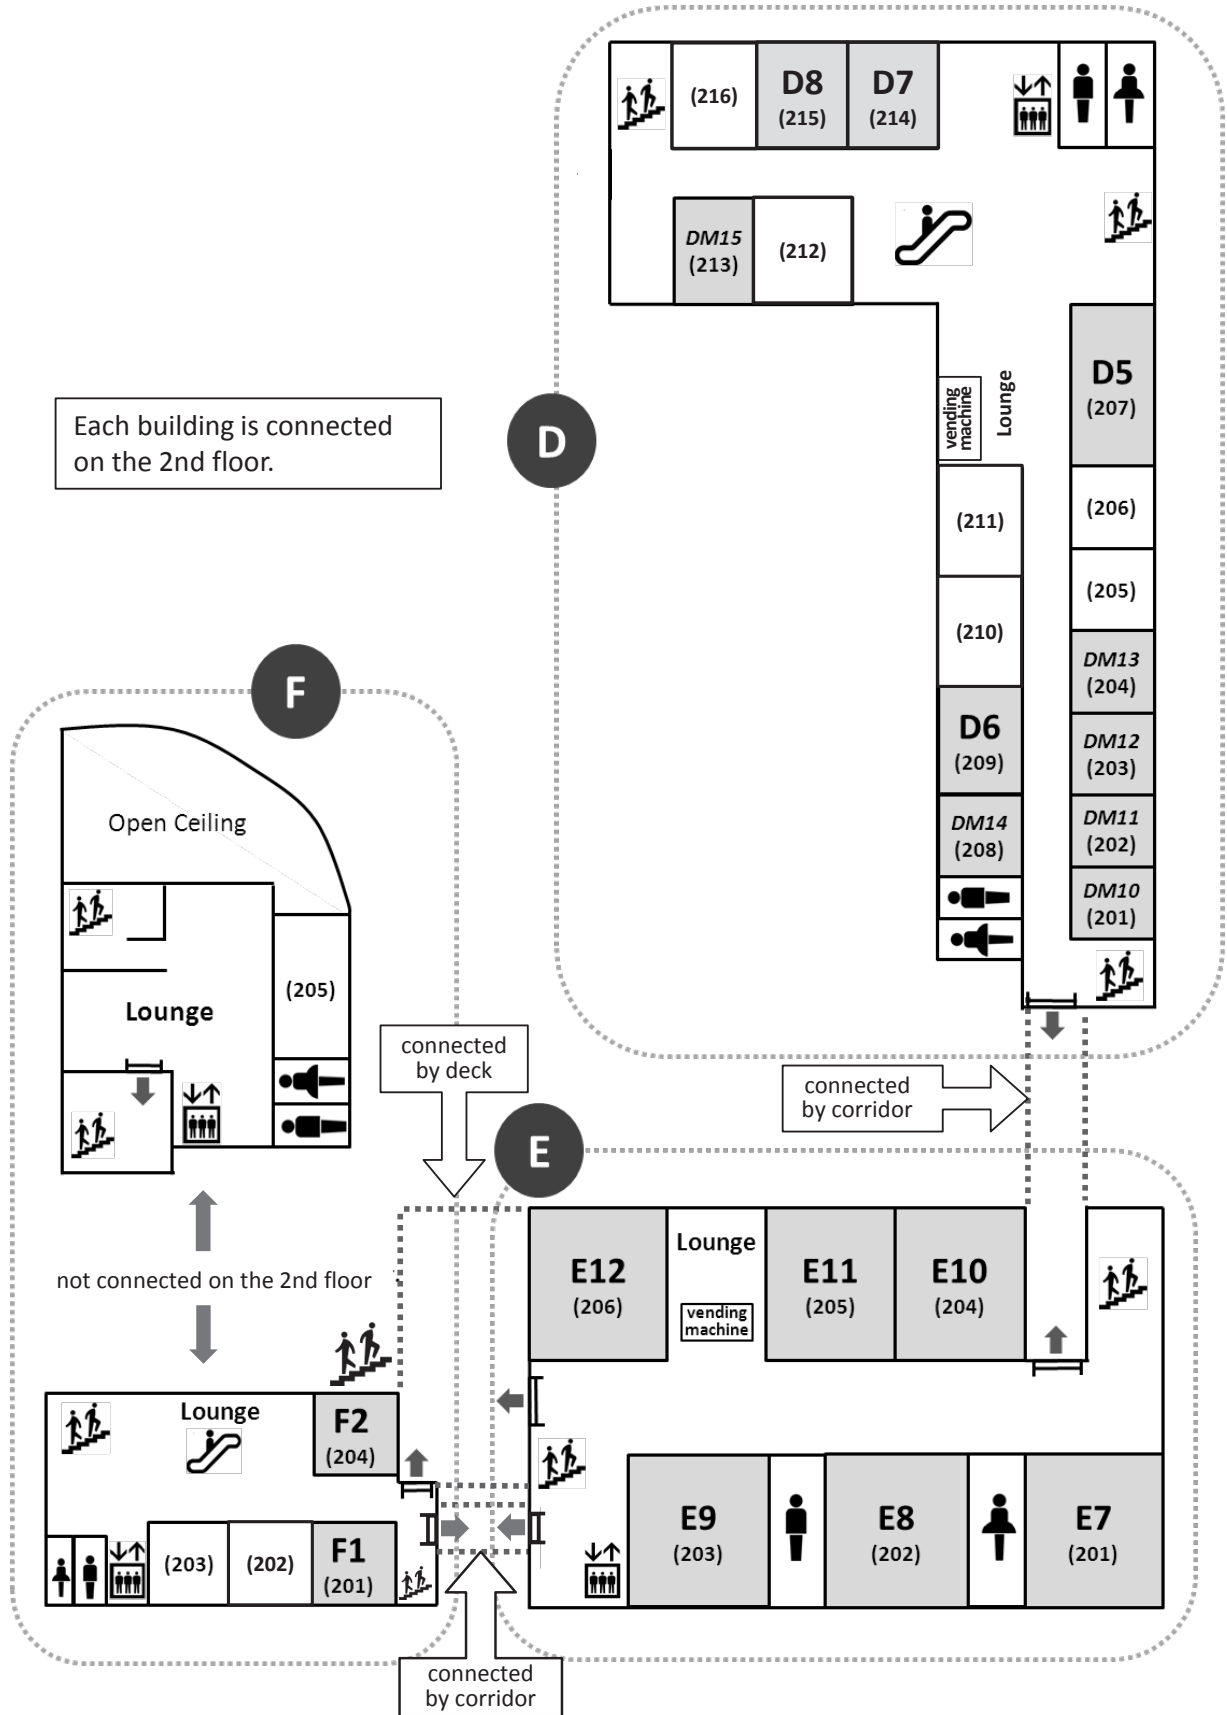 (216)
D8
(215)
D7
(214)
DM15
(213)
(212)
D5
(207)
vending
machine
Lounge
Each building is connected
on the 2nd floor.
D
(211)
(206)
(205)
(210)
DM13
(204)
D6
(209)
DM12
(203)
DM14
(208)
DM11
(202)
DM10
(201)
F
Open Ceiling
(205)
Lounge
connected
by deck
connected
by corridor
E
not connected on the 2nd floor
E12
(206)
Lounge
vending
machine
E11
(205)
E10
(204)
Lounge
F2
(204)
(203)
(202)
F1
(201)
E9
(203)
E8
(202)
E7
(201)
connected
by corridor